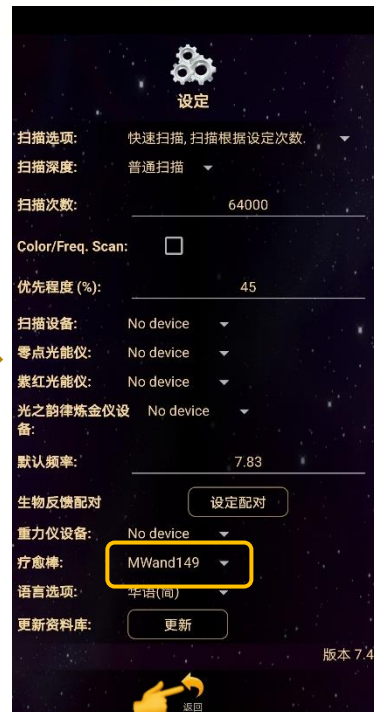 设定
扫描选项: 快速扫描, 扫描根据设定次数.
扫描深度: 普通扫描
扫描次数: 64000
Color/Freq. Scan:
优先程度 (%): 45
扫描设备: No device
零点光能仪: No device
紫红光能仪: No device
光之韵律炼金仪设 No device
备:
默认频率: 7.83
生物反馈配对 设定配对
重力仪设备: No device
疗愈棒: MWand149
语言选项: 华语(简)
更新资料库: 更新
版本 7.4
返回